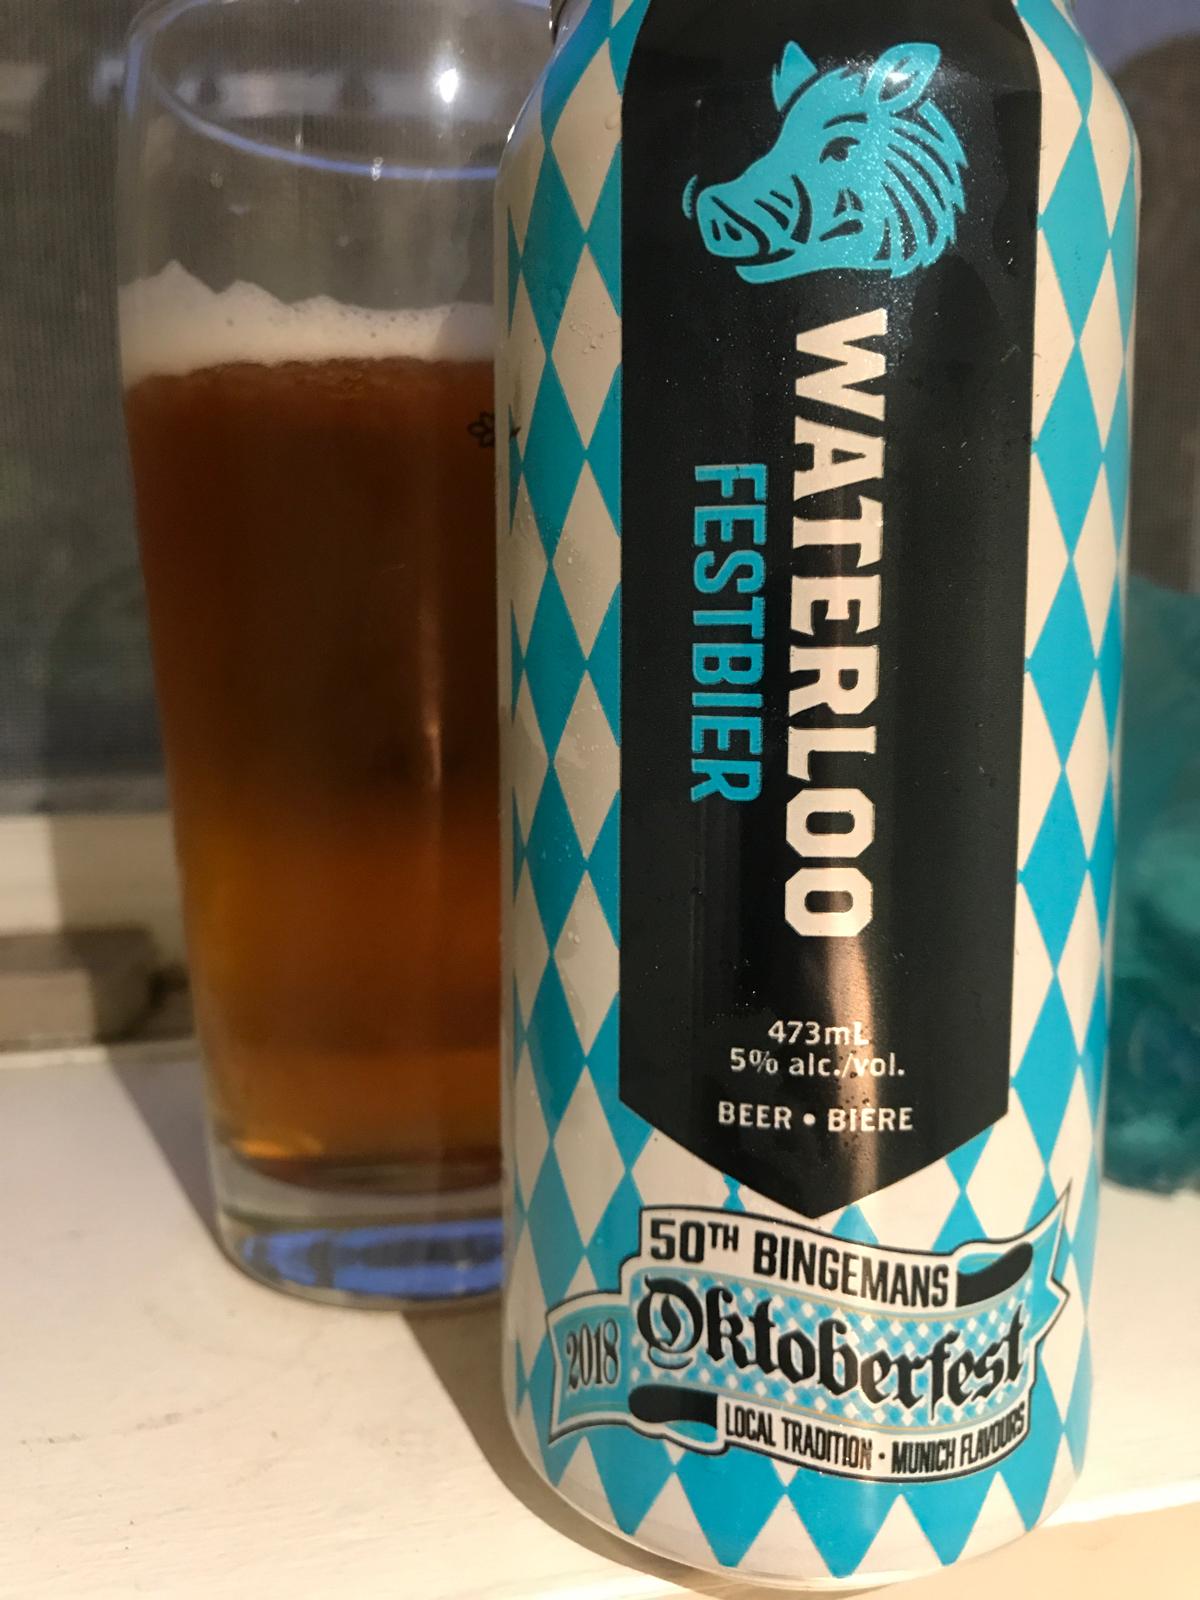 WATERLOO
FESTBIER
473mL
5% alc./vol.
BEER • BIÈRE
50TH BINGEMANS
2018 Oktoberfest
LOCAL TRADITION • MUNICH FLAVOURS